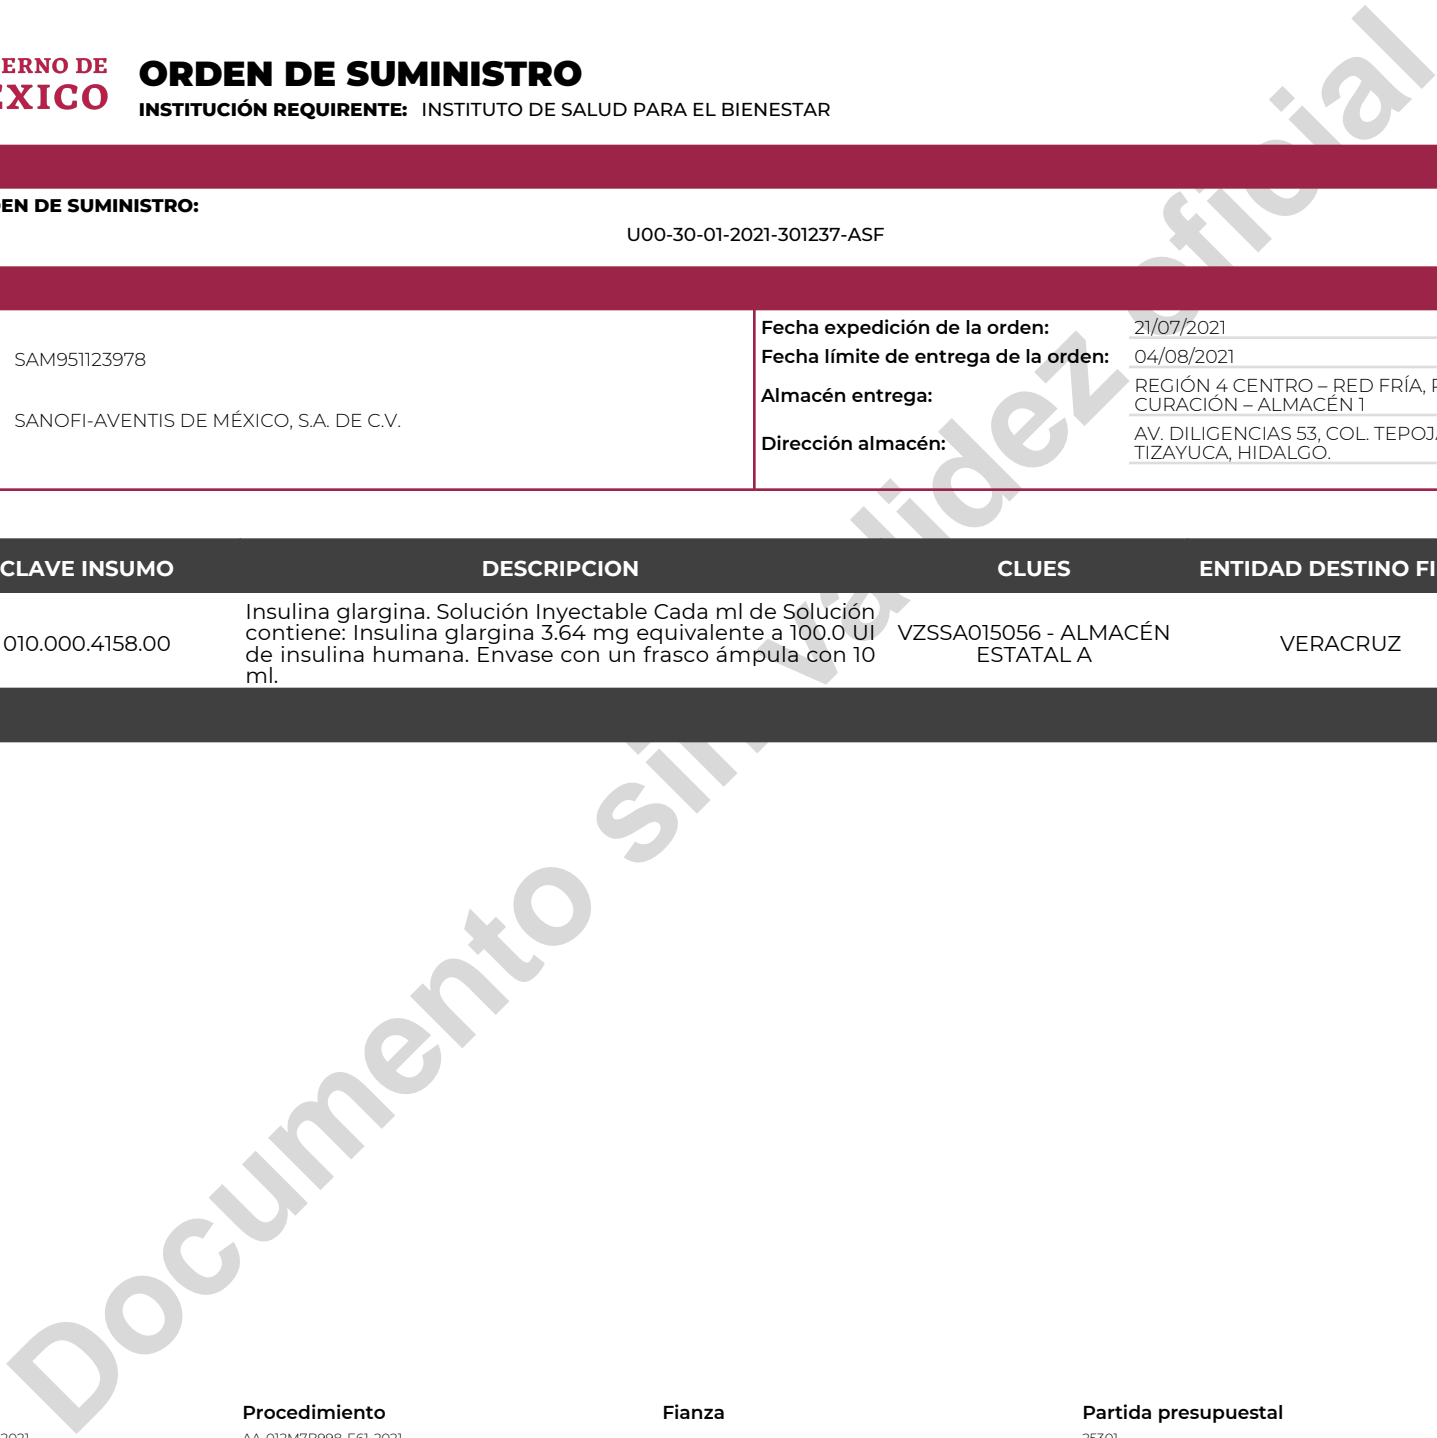 ERNO DE
ÉXICO
ORDEN DE SUMINISTRO
INSTITUCIÓN REQUIRENTE: INSTITUTO DE SALUD PARA EL BIENESTAR
EN DE SUMINISTRO:
U00-30-01-2021-301237-ASF
SAM951123978
SANOFI-AVENTIS DE MÉXICO, S.A. DE C.V.
Fecha expedición de la orden: 21/07/2021
Fecha límite de entrega de la orden: 04/08/2021
Almacén entrega: REGIÓN 4 CENTRO – RED FRÍA,
CURACIÓN – ALMACÉN 1
Dirección almacén: AV. DILIGENCIAS 53, COL. TEPOJA
TIZAYUCA, HIDALGO.
CLAVE INSUMO DESCRIPCION CLUES ENTIDAD DESTINO FI
010.000.4158.00
Insulina glargina. Solución Inyectable Cada ml de Solución
contiene: Insulina glargina 3.64 mg equivalente a 100.0 UI
de insulina humana. Envase con un frasco ámpula con 10
ml.
VZSSA015056 - ALMACÉN
ESTATAL A
VERACRUZ
Documento sin validez oficial
Procedimiento Fianza Partida presupuestal